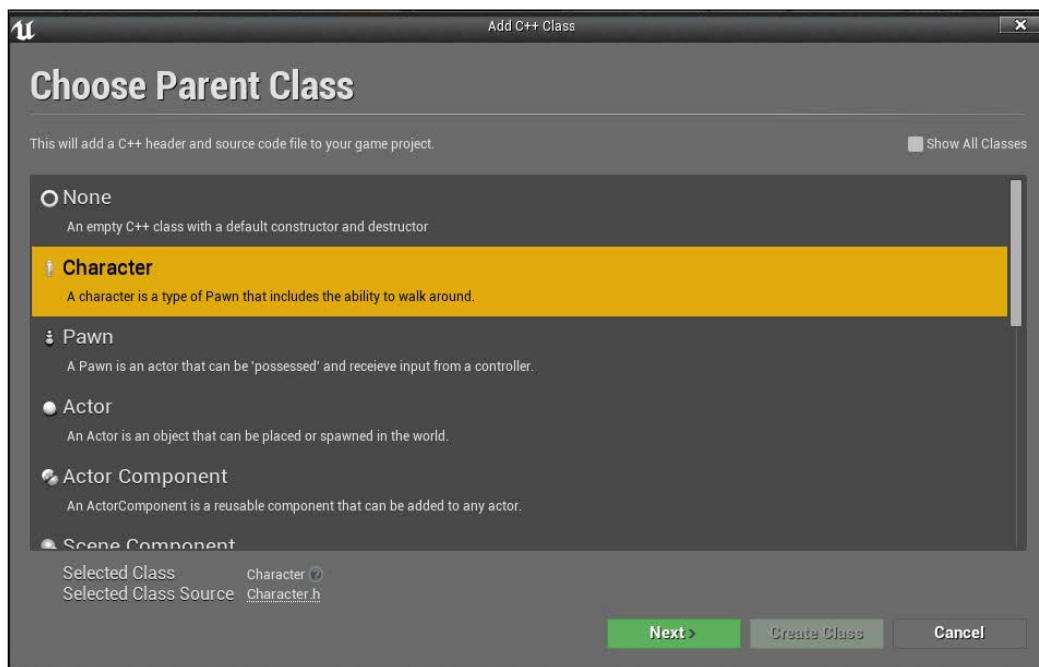 Add C++ Class
Choose Parent Class
This will add a C++ header and source code file to your game project.
Show All Classes
None
An empty C++ class with a default constructor and destructor
Character
A character is a type of Pawn that includes the ability to walk around.
Pawn
A Pawn is an actor that can be 'possessed' and receieve input from a controller.
Actor
An Actor is an object that can be placed or spawned in the world.
Actor Component
An ActorComponent is a reusable component that can be added to any actor.
Scene Component
Selected Class Character
Selected Class Source Character.h
Next >
Create Class
Cancel